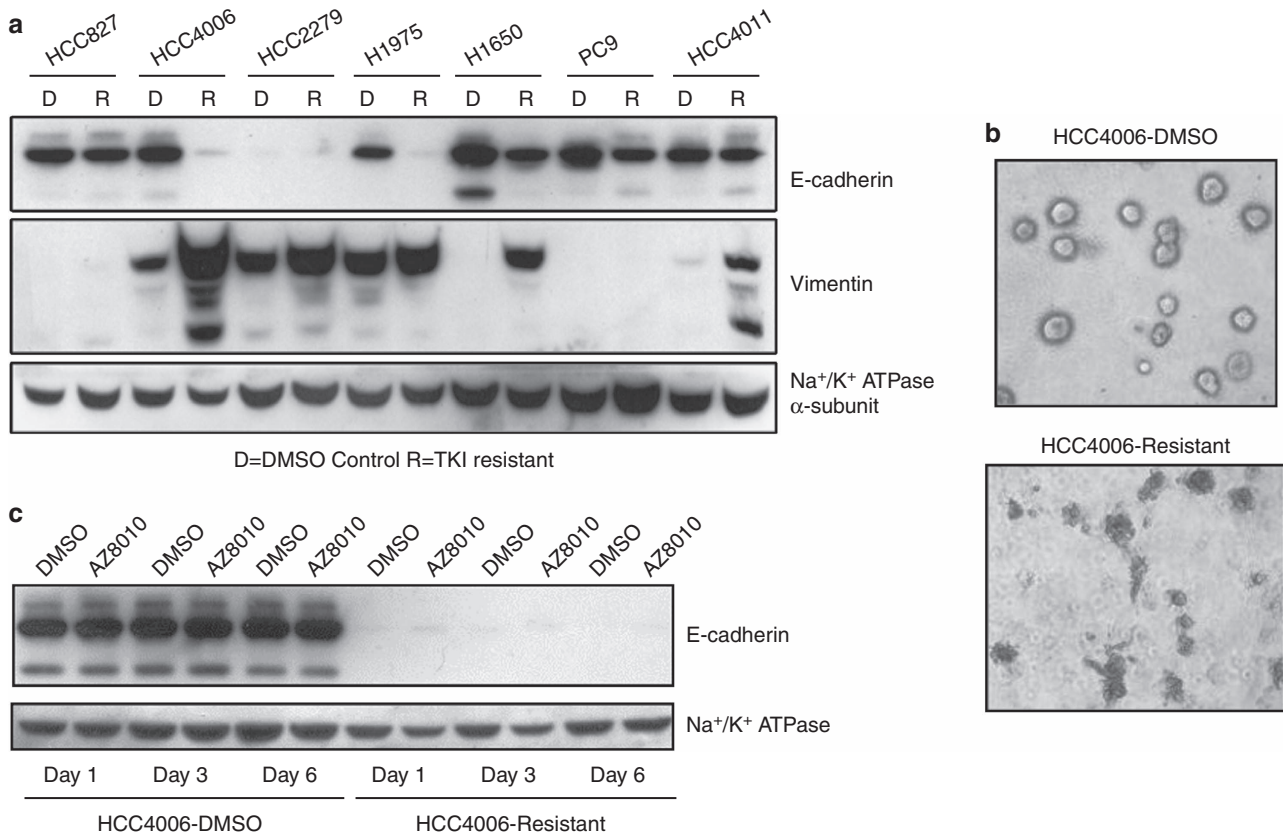 a
HCC827 HCC4006 HCC2279 H1975 H1650 PC9 HCC4011
D R D R D R D R D R D R D R
E-cadherin
Vimentin
Na⁺/K⁺ ATPase
α-subunit
D=DMSO Control R=TKI resistant
b
HCC4006-DMSO
HCC4006-Resistant
c
DMSO AZ8010 DMSO AZ8010 DMSO AZ8010 DMSO AZ8010 DMSO AZ8010 DMSO AZ8010
E-cadherin
Na⁺/K⁺ ATPase
Day 1 Day 3 Day 6 Day 1 Day 3 Day 6
HCC4006-DMSO HCC4006-Resistant